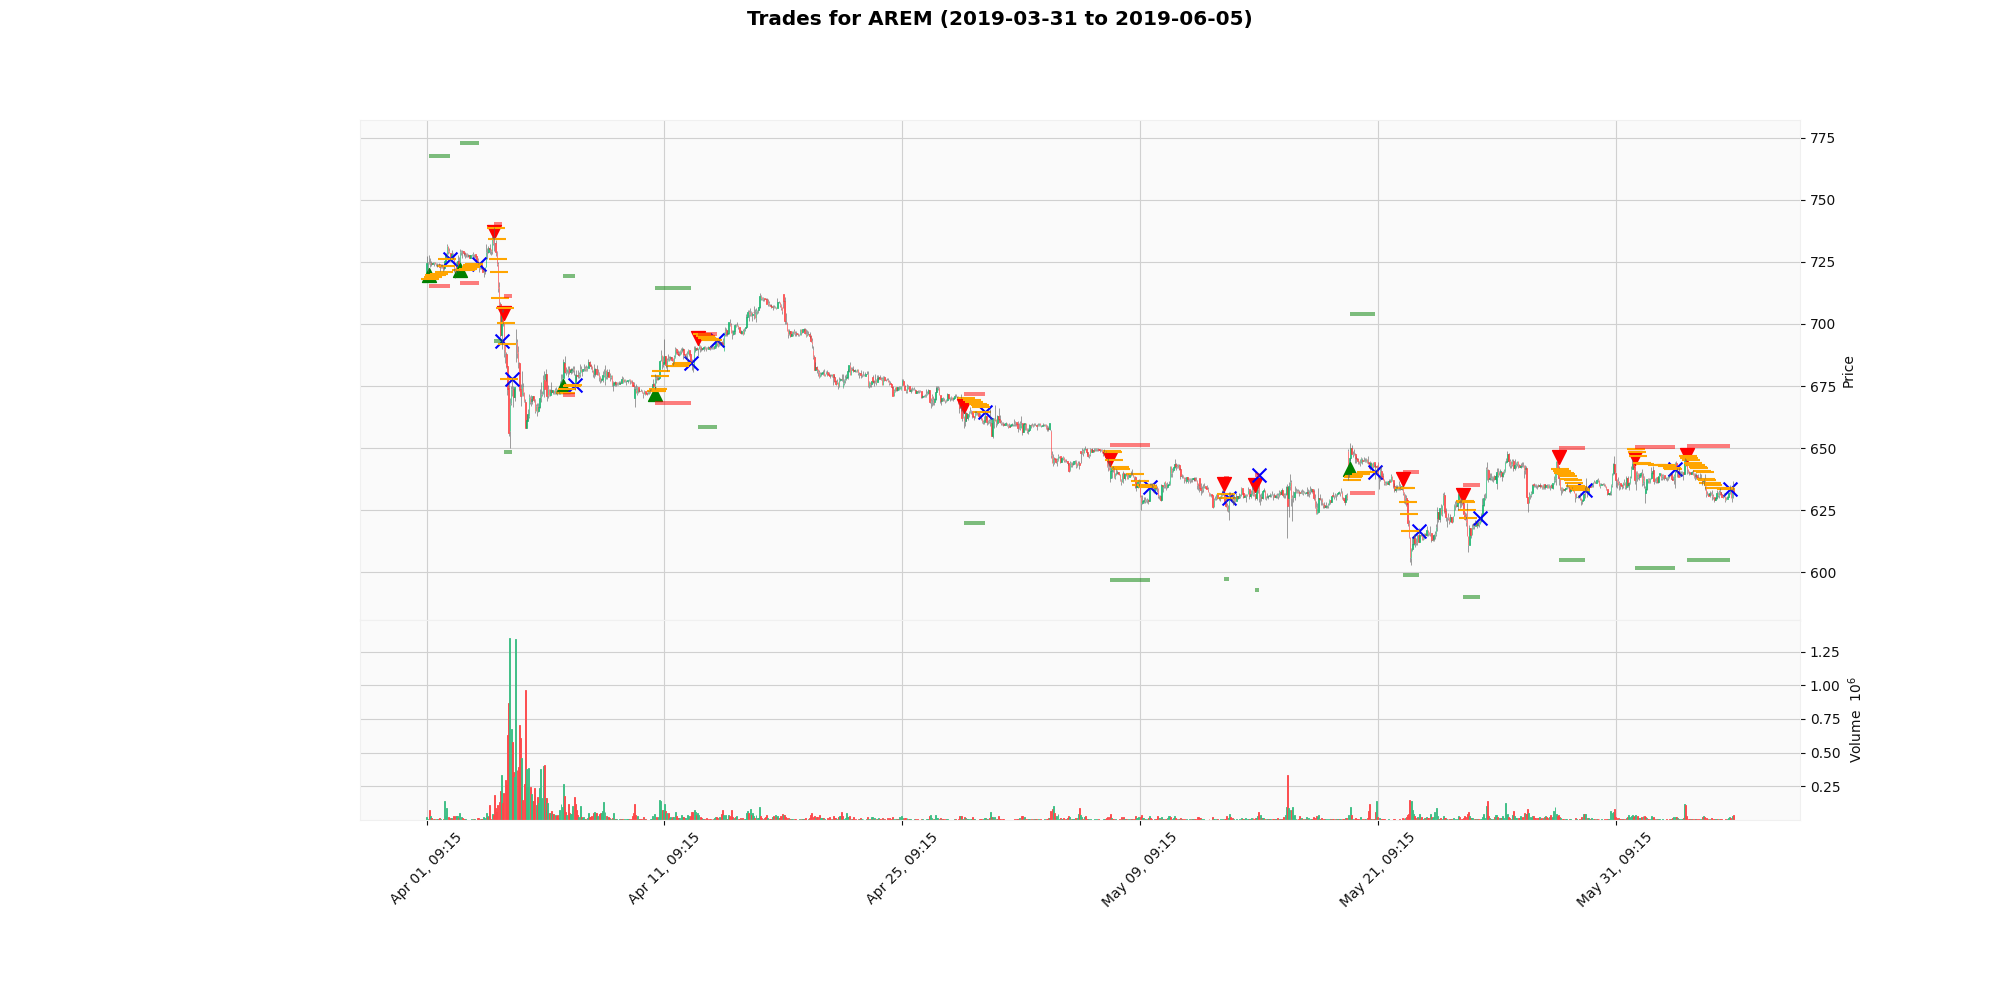 Trades for AREM (2019-03-31 to 2019-06-05)
775
750
725
700
675
650
625
600
Price
1.25
1.00
0.75
0.50
0.25
Volume 10^6
Apr 01, 09:15
Apr 11, 09:15
Apr 25, 09:15
May 09, 09:15
May 21, 09:15
May 31, 09:15